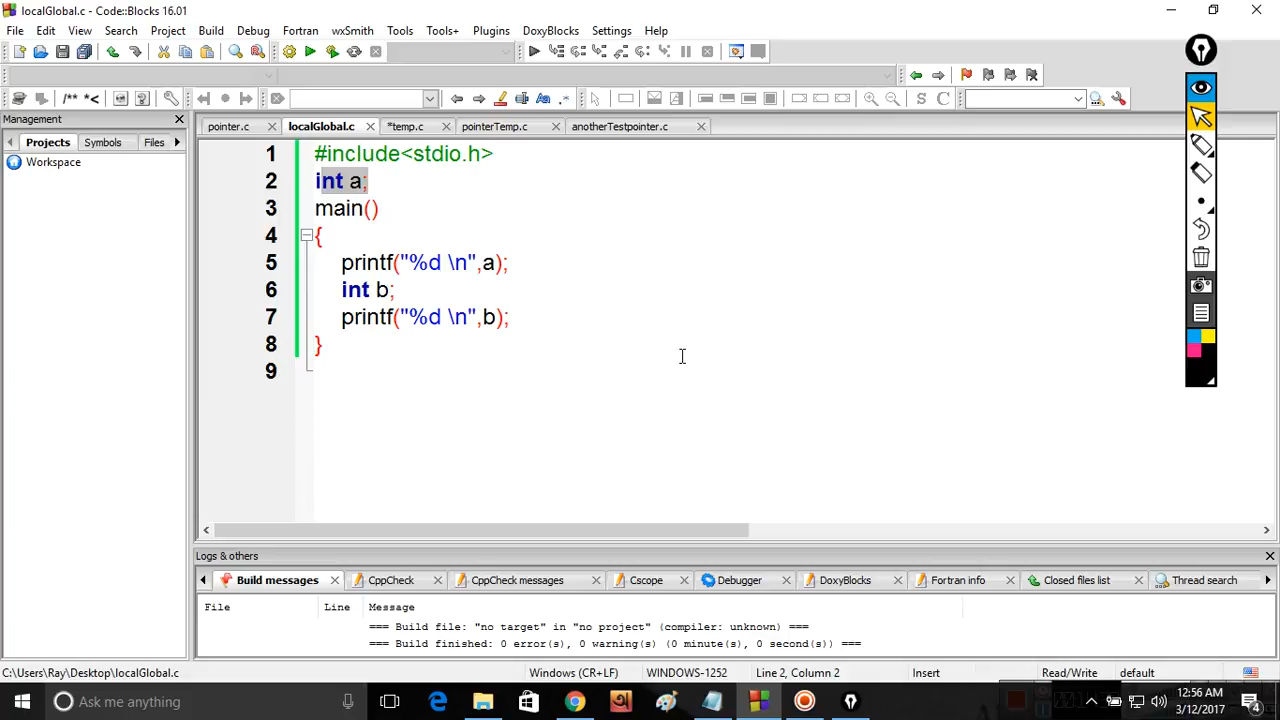 localGlobal.c - Code::Blocks 16.01
File Edit View Search Project Build Debug Fortran wxSmith Tools Tools+ Plugins DoxyBlocks Settings Help
/** *<
S C
Management
pointer.c localGlobal.c *temp.c pointerTemp.c anotherTestpointer.c
Projects Symbols Files
Workspace
1 #include<stdio.h>
2 int a;
3 main()
4 {
5 printf("%d \n",a);
6 int b;
7 printf("%d \n",b);
8 }
9
Logs & others
Build messages CppCheck CppCheck messages Cscope Debugger DoxyBlocks Fortran info Closed files list Thread search
File Line Message
=== Build file: "no target" in "no project" (compiler: unknown) ===
=== Build finished: 0 error(s), 0 warning(s) (0 minute(s), 0 second(s)) ===
C:\Users\Ray\Desktop\localGlobal.c Windows (CR+LF) WINDOWS-1252 Line 2, Column 2 Insert Read/Write default
Ask me anything
12:56 AM
3/12/2017
4